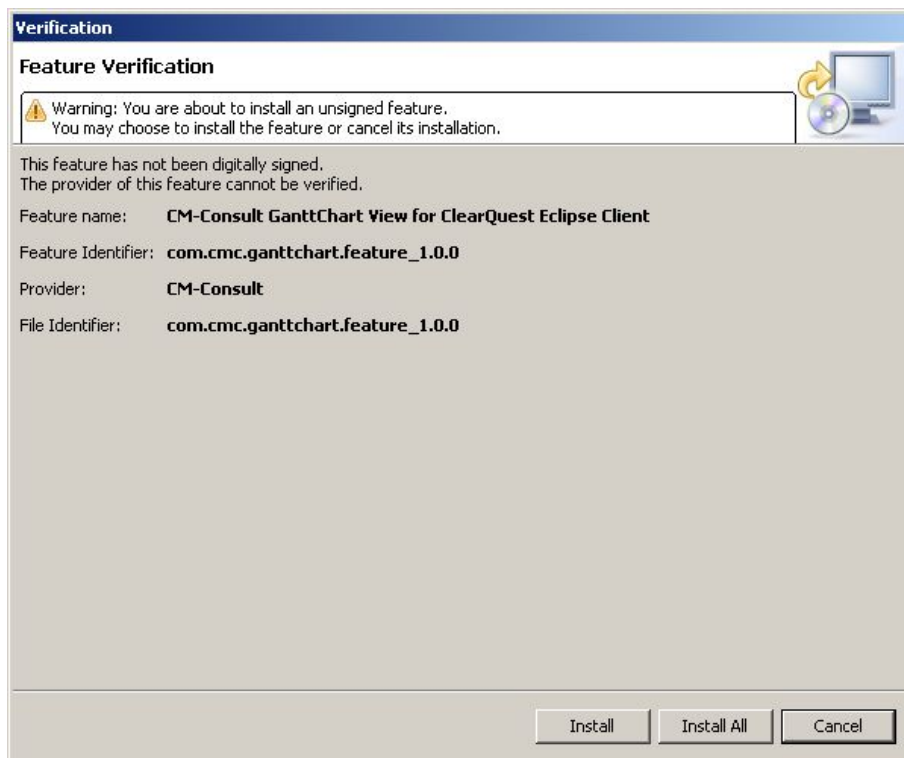 Verification
Feature Verification
Warning: You are about to install an unsigned feature.
You may choose to install the feature or cancel its installation.
This feature has not been digitally signed.
The provider of this feature cannot be verified.
Feature name: CM-Consult GanttChart View for ClearQuest Eclipse Client
Feature Identifier: com.cmc.ganttchart.feature_1.0.0
Provider: CM-Consult
File Identifier: com.cmc.ganttchart.feature_1.0.0
Install Install All Cancel